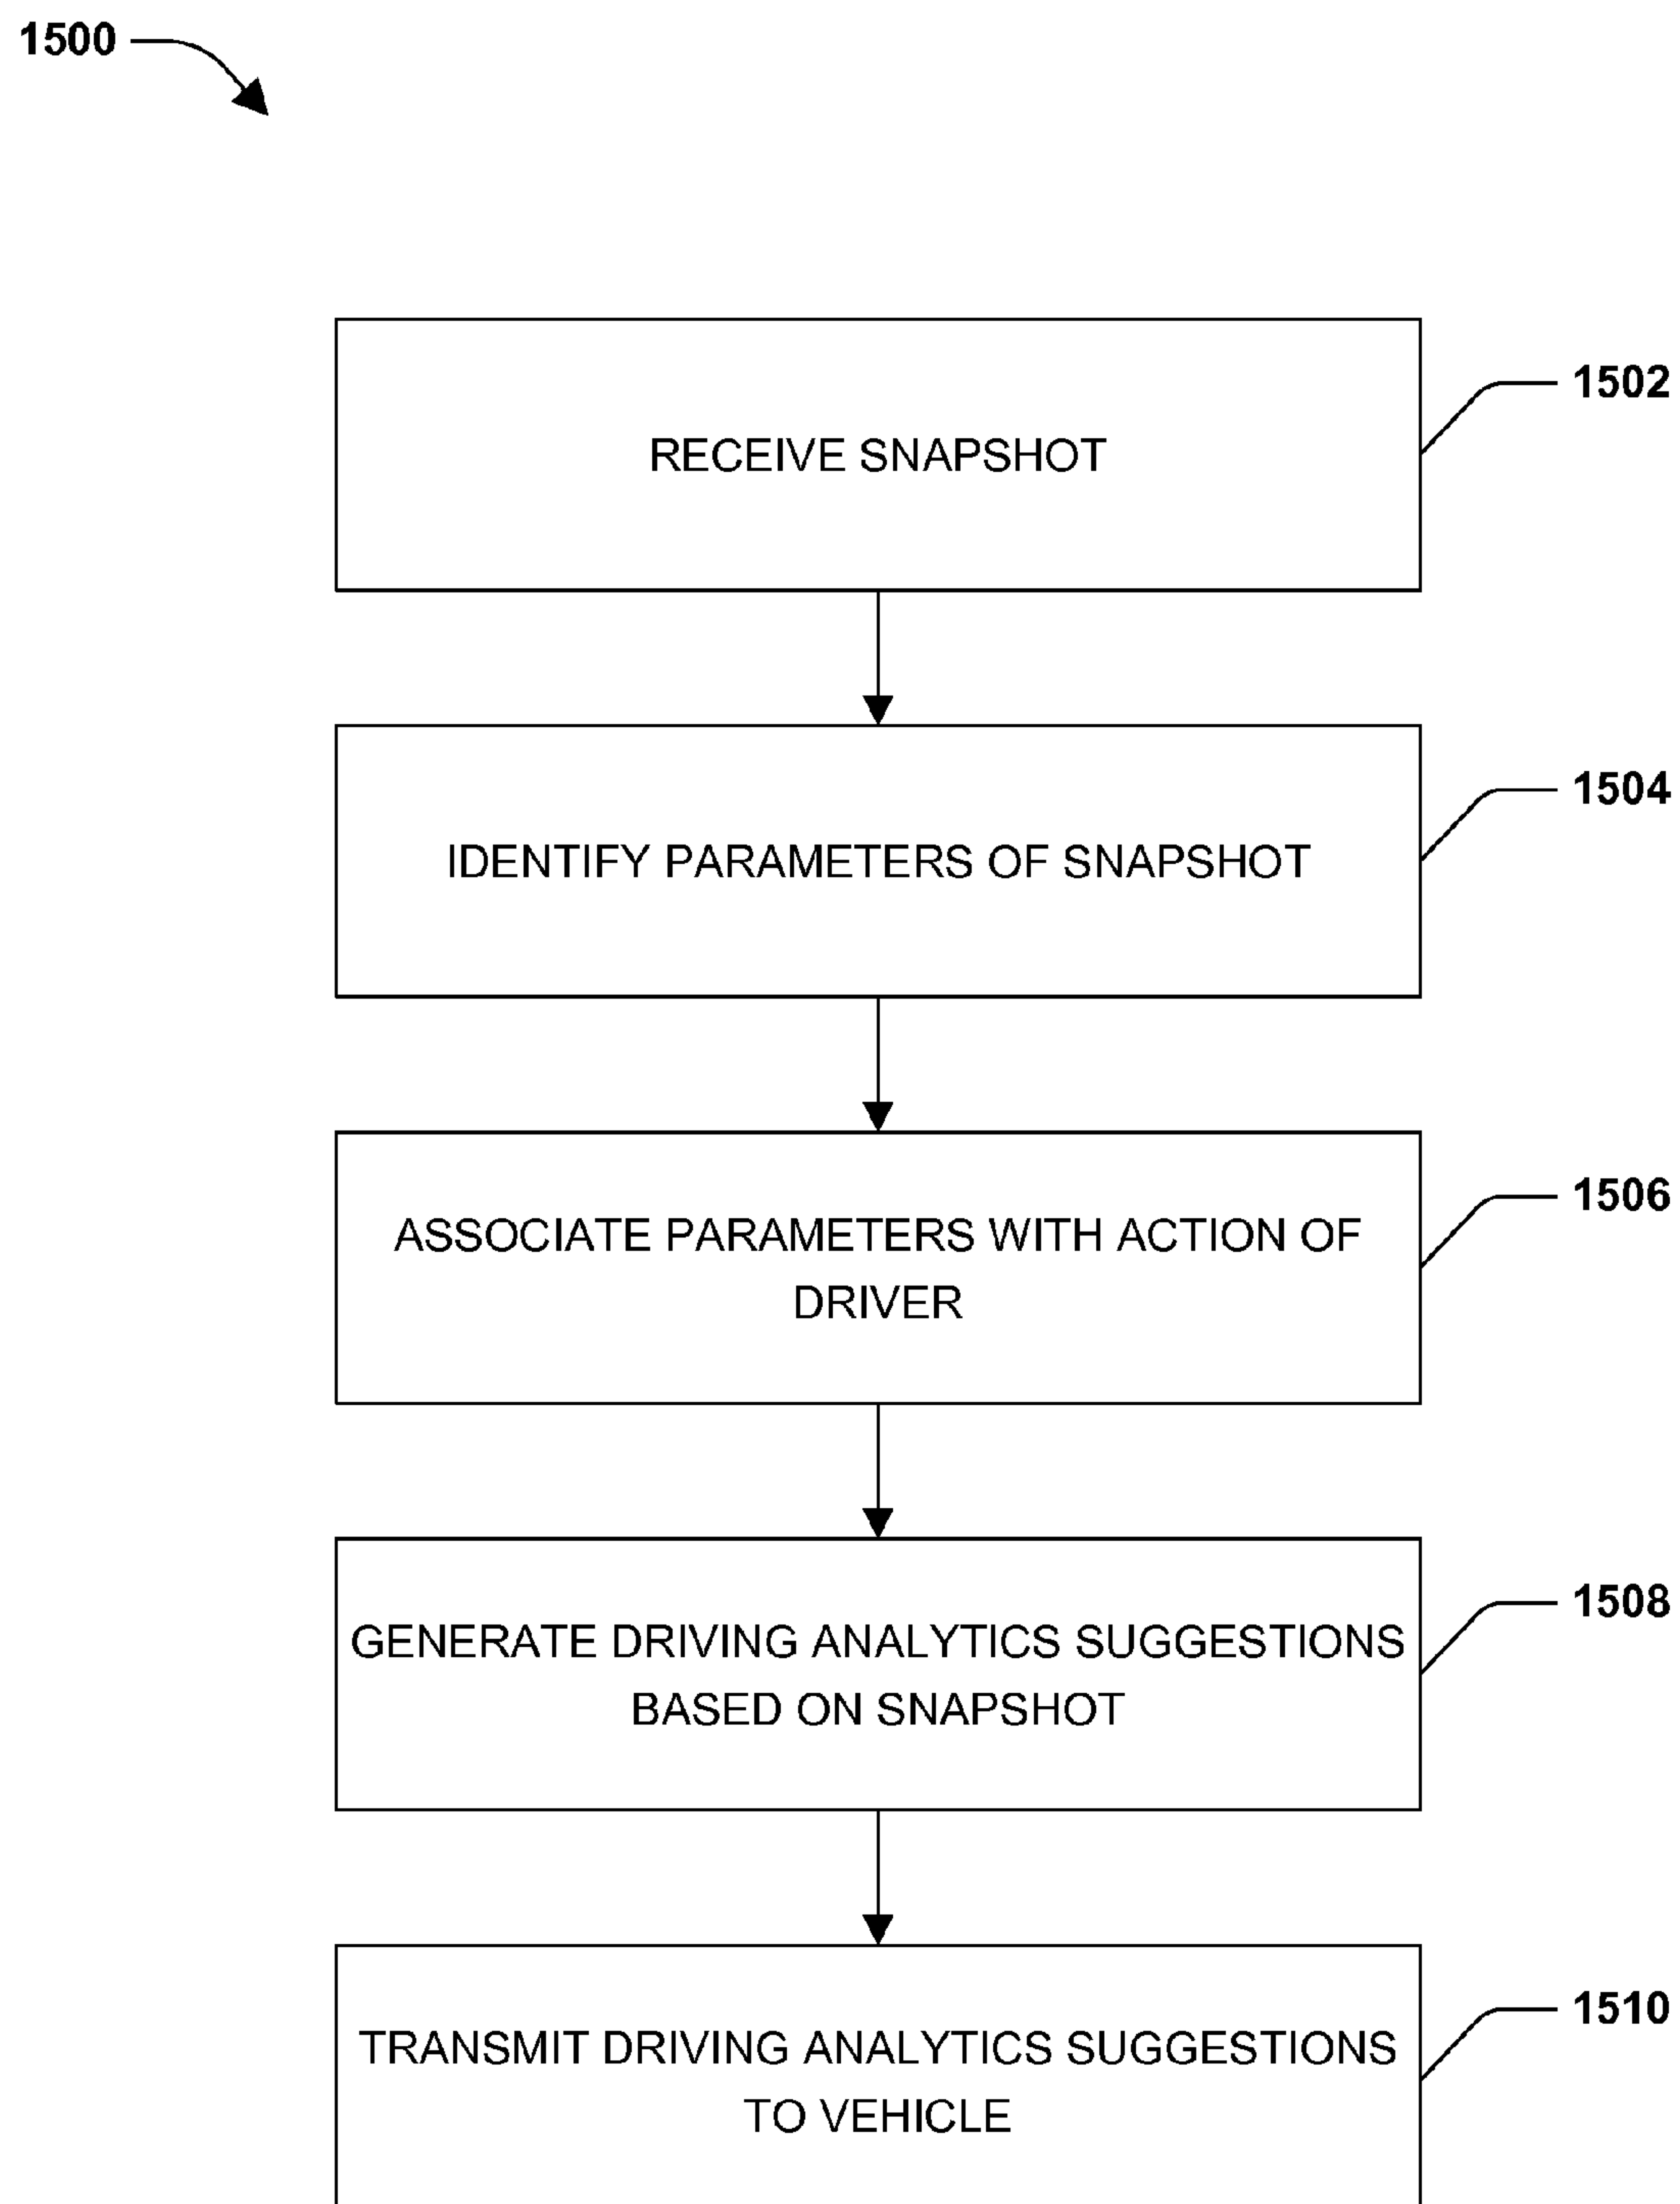 1500
RECEIVE SNAPSHOT
1502
IDENTIFY PARAMETERS OF SNAPSHOT
1504
ASSOCIATE PARAMETERS WITH ACTION OF
DRIVER
1506
GENERATE DRIVING ANALYTICS SUGGESTIONS
BASED ON SNAPSHOT
1508
TRANSMIT DRIVING ANALYTICS SUGGESTIONS
TO VEHICLE
1510